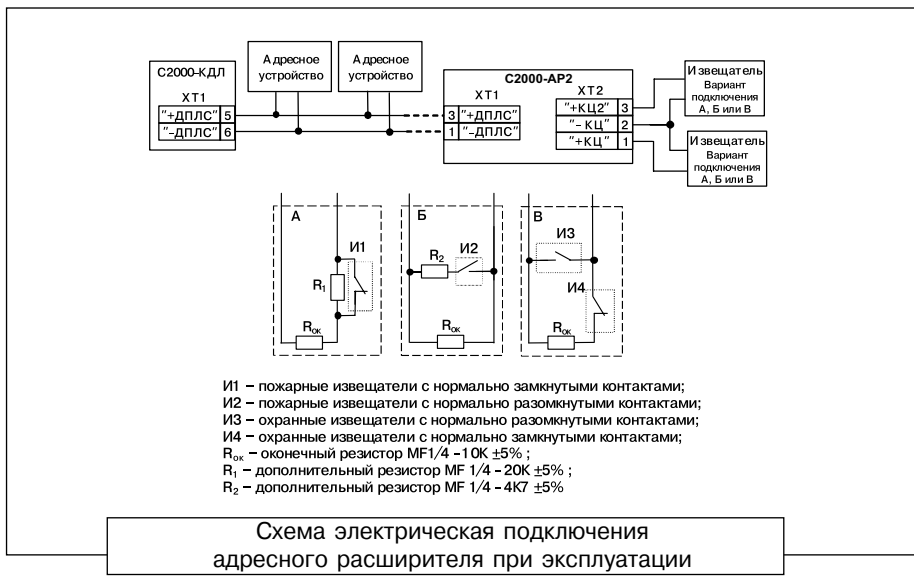 С2000-КДЛ
ХТ1
"+ДПЛС" 5
"-ДПЛС" 6
Адресное
устройство
Адресное
устройство
С2000-АР2
ХТ1
3 "+ДПЛС"
1 "-ДПЛС"
ХТ2
"+КЦ2" 3
"-КЦ" 2
"+КЦ" 1
Извещатель
Вариант
подключения
А, Б или В
Извещатель
Вариант
подключения
А, Б или В
А
И1
R₁
Rок
Б
И2
R₂
Rок
В
И3
И4
Rок
И1 – пожарные извещатели с нормально замкнутыми контактами;
И2 – пожарные извещатели с нормально разомкнутыми контактами;
И3 – охранные извещатели с нормально разомкнутыми контактами;
И4 – охранные извещатели с нормально замкнутыми контактами;
Rок – оконечный резистор MF1/4 -10К ±5% ;
R₁ – дополнительный резистор MF 1/4 -20К ±5% ;
R₂ – дополнительный резистор MF 1/4 -4К7 ±5%
Схема электрическая подключения
адресного расширителя при эксплуатации